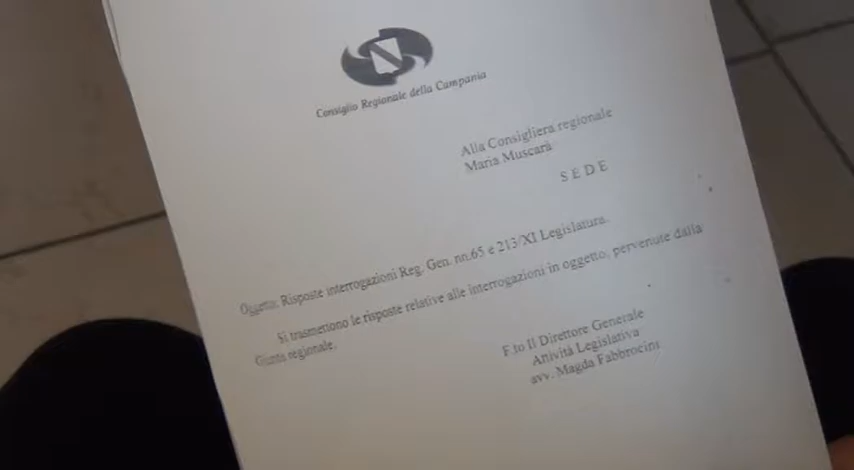 Consiglio Regionale della Campania
Alla Consigliera regionale
Maria Muscarà
S E D E
Oggetto: Risposte interrogazioni Reg. Gen. nn.65 e 213/XI Legislatura.
Si trasmettono le risposte relative alle interrogazioni in oggetto, pervenute dalla
Giunta regionale.
F.to Il Direttore Generale
Attività Legislativa
avv. Magda Fabbrocini